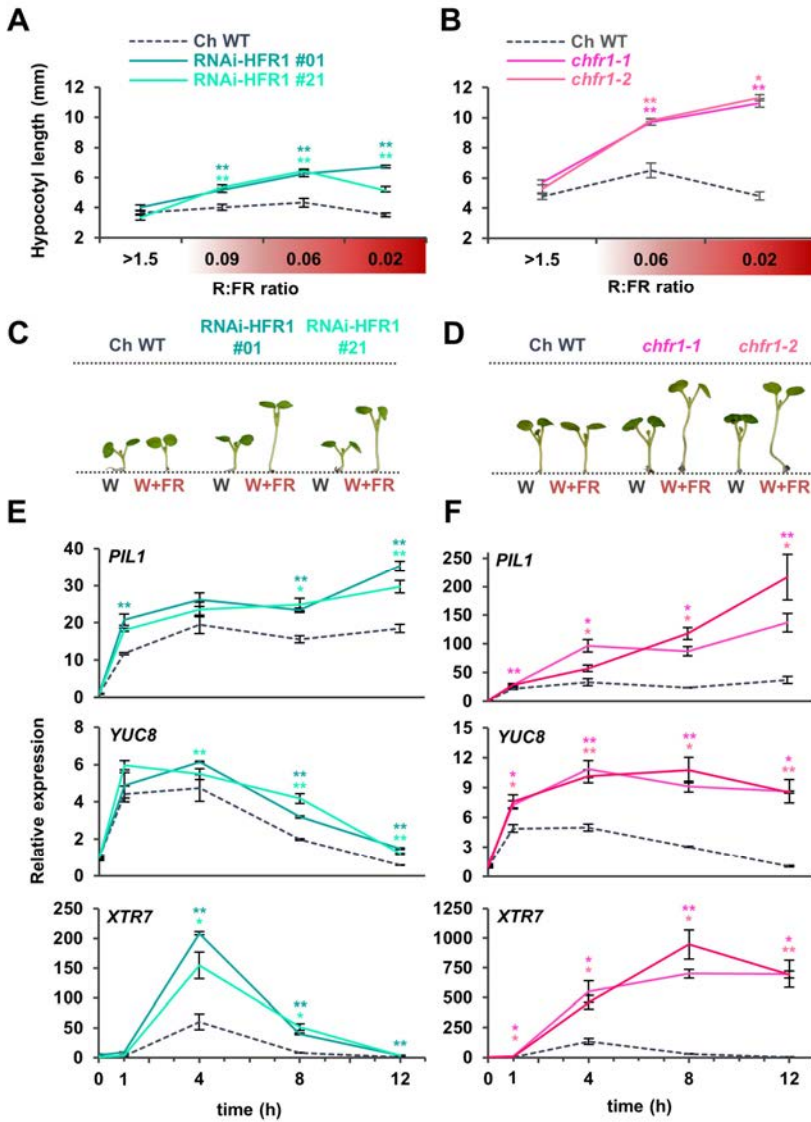 A
Ch WT
RNAi-HFR1 #01
RNAi-HFR1 #21
Hypocotyl length (mm)
12
10
8
6
4
2
** ** **
** ** **
>1.5 0.09 0.06 0.02
R:FR ratio
B
Ch WT
chfr1-1
chfr1-2
12
10
8
6
4
2
** *
** **
>1.5 0.06 0.02
R:FR ratio
C
Ch WT RNAi-HFR1 #01 RNAi-HFR1 #21
W W+FR W W+FR W W+FR
D
Ch WT chfr1-1 chfr1-2
W W+FR W W+FR W W+FR
E
Relative expression
PIL1
40
30
20
10
0
** ** **
* **
YUC8
8
6
4
2
0
** ** **
** **
XTR7
250
200
150
100
50
0
** ** **
* *
0 1 4 8 12
time (h)
F
PIL1
250
200
150
100
50
0
** * * **
* * *
YUC8
15
12
9
6
3
0
* ** ** *
* ** * **
XTR7
1250
1000
750
500
250
0
* * ** *
* * * **
0 1 4 8 12
time (h)